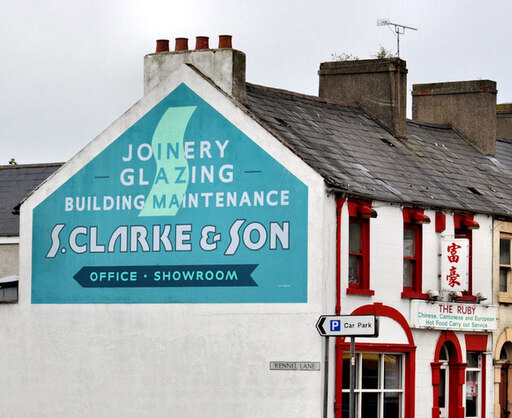 JOINERY
GLAZING
BUILDING MAINTENANCE
S. CLARKE & SON
OFFICE · SHOWROOM
富豪
THE RUBY
Chinese, Cantonese and European
Hot Food Carry out Service
P Car Park
KENNEL LANE